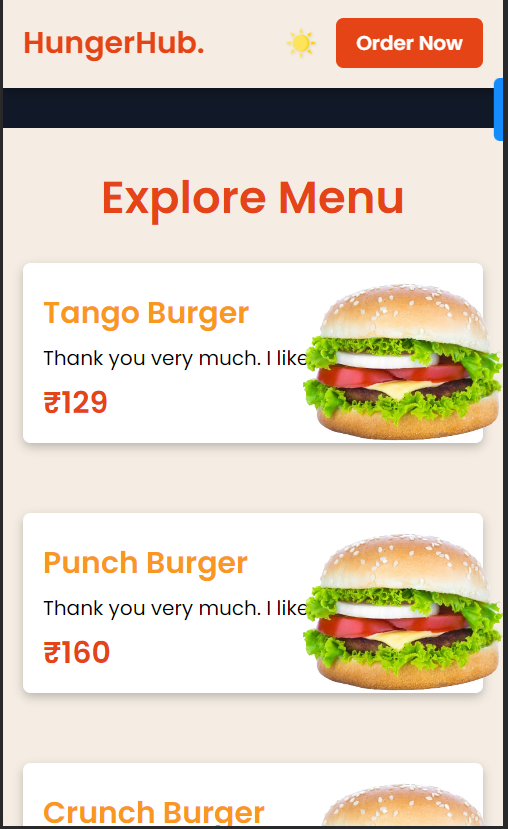 HungerHub.
Order Now
Explore Menu
Tango Burger
Thank you very much. I like
₹129
Punch Burger
Thank you very much. I like
₹160
Crunch Burger